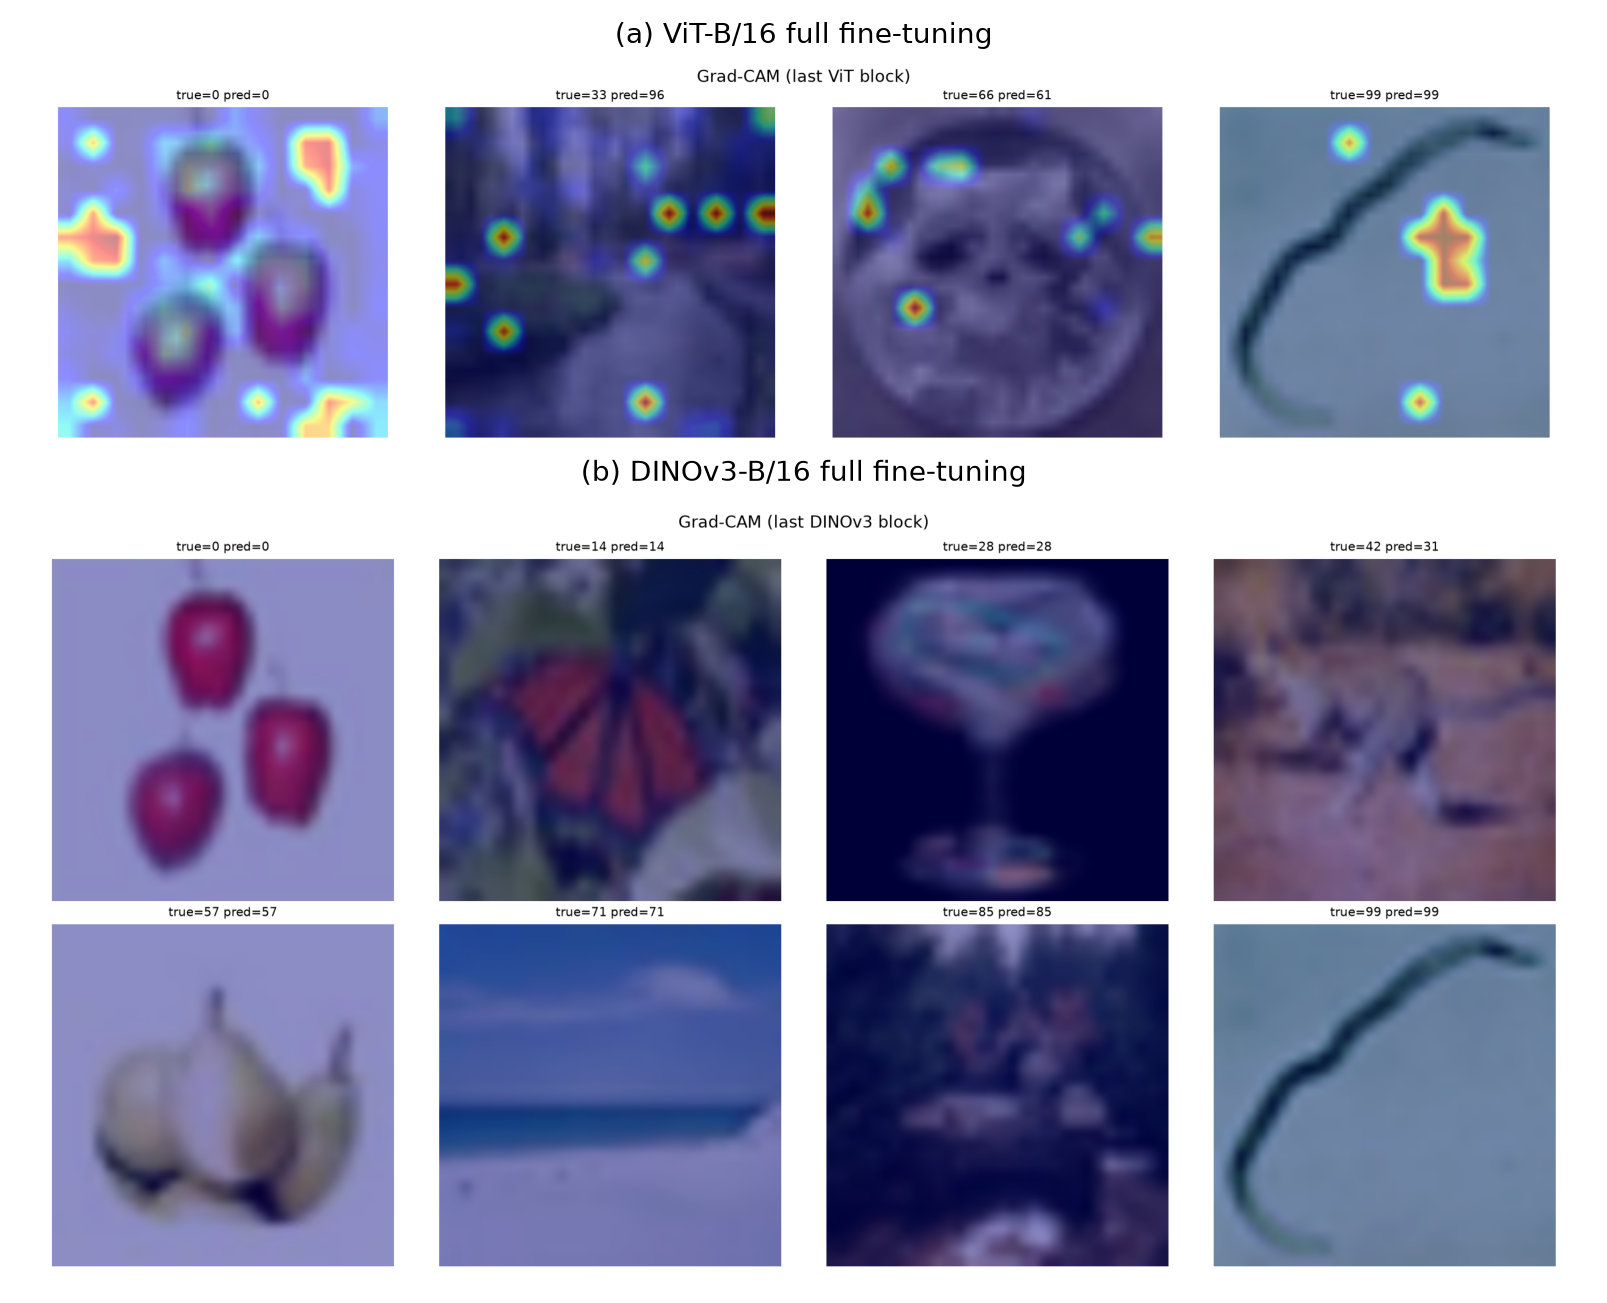 (a) ViT-B/16 full fine-tuning
Grad-CAM (last ViT block)
true=0 pred=0
true=33 pred=96
true=66 pred=61
true=99 pred=99
(b) DINOv3-B/16 full fine-tuning
Grad-CAM (last DINOv3 block)
true=0 pred=0
true=14 pred=14
true=28 pred=28
true=42 pred=31
true=57 pred=57
true=71 pred=71
true=85 pred=85
true=99 pred=99